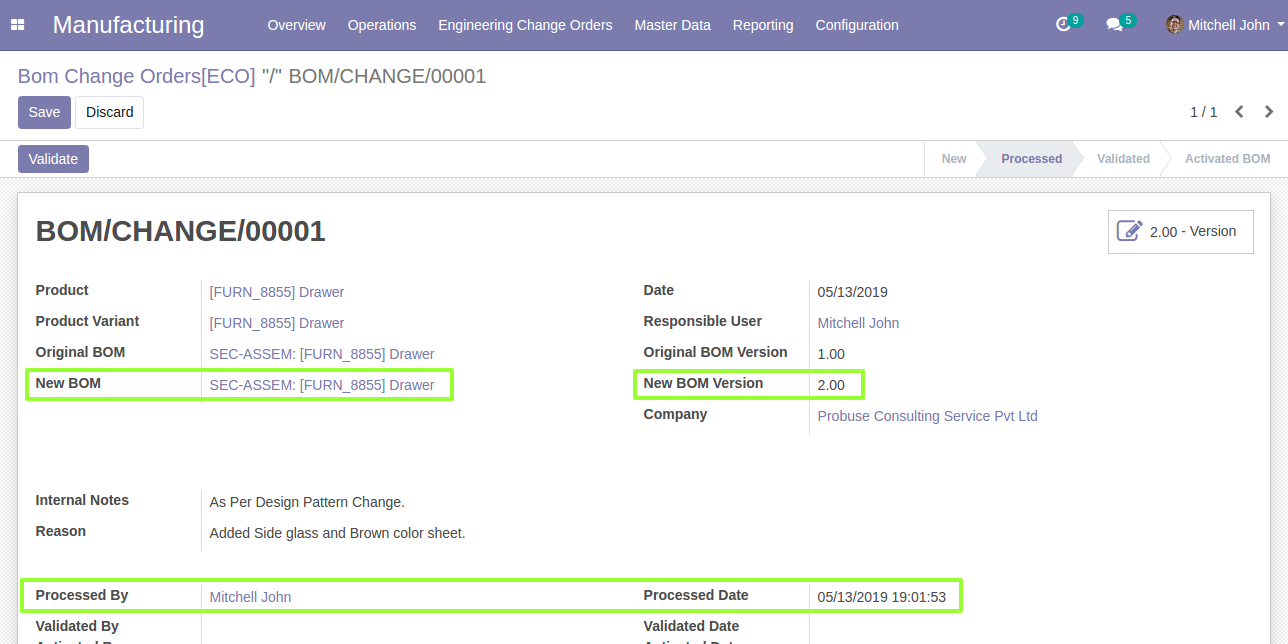 Manufacturing Overview Operations Engineering Change Orders Master Data Reporting Configuration 9 5 Mitchell John
Bom Change Orders[ECO] "/" BOM/CHANGE/00001
Save Discard 1 / 1
Validate New Processed Validated Activated BOM
BOM/CHANGE/00001 2.00 - Version
Product [FURN_8855] Drawer Date 05/13/2019
Product Variant [FURN_8855] Drawer Responsible User Mitchell John
Original BOM SEC-ASSEM: [FURN_8855] Drawer Original BOM Version 1.00
New BOM SEC-ASSEM: [FURN_8855] Drawer New BOM Version 2.00
Company Probuse Consulting Service Pvt Ltd
Internal Notes As Per Design Pattern Change.
Reason Added Side glass and Brown color sheet.
Processed By Mitchell John Processed Date 05/13/2019 19:01:53
Validated By Validated Date